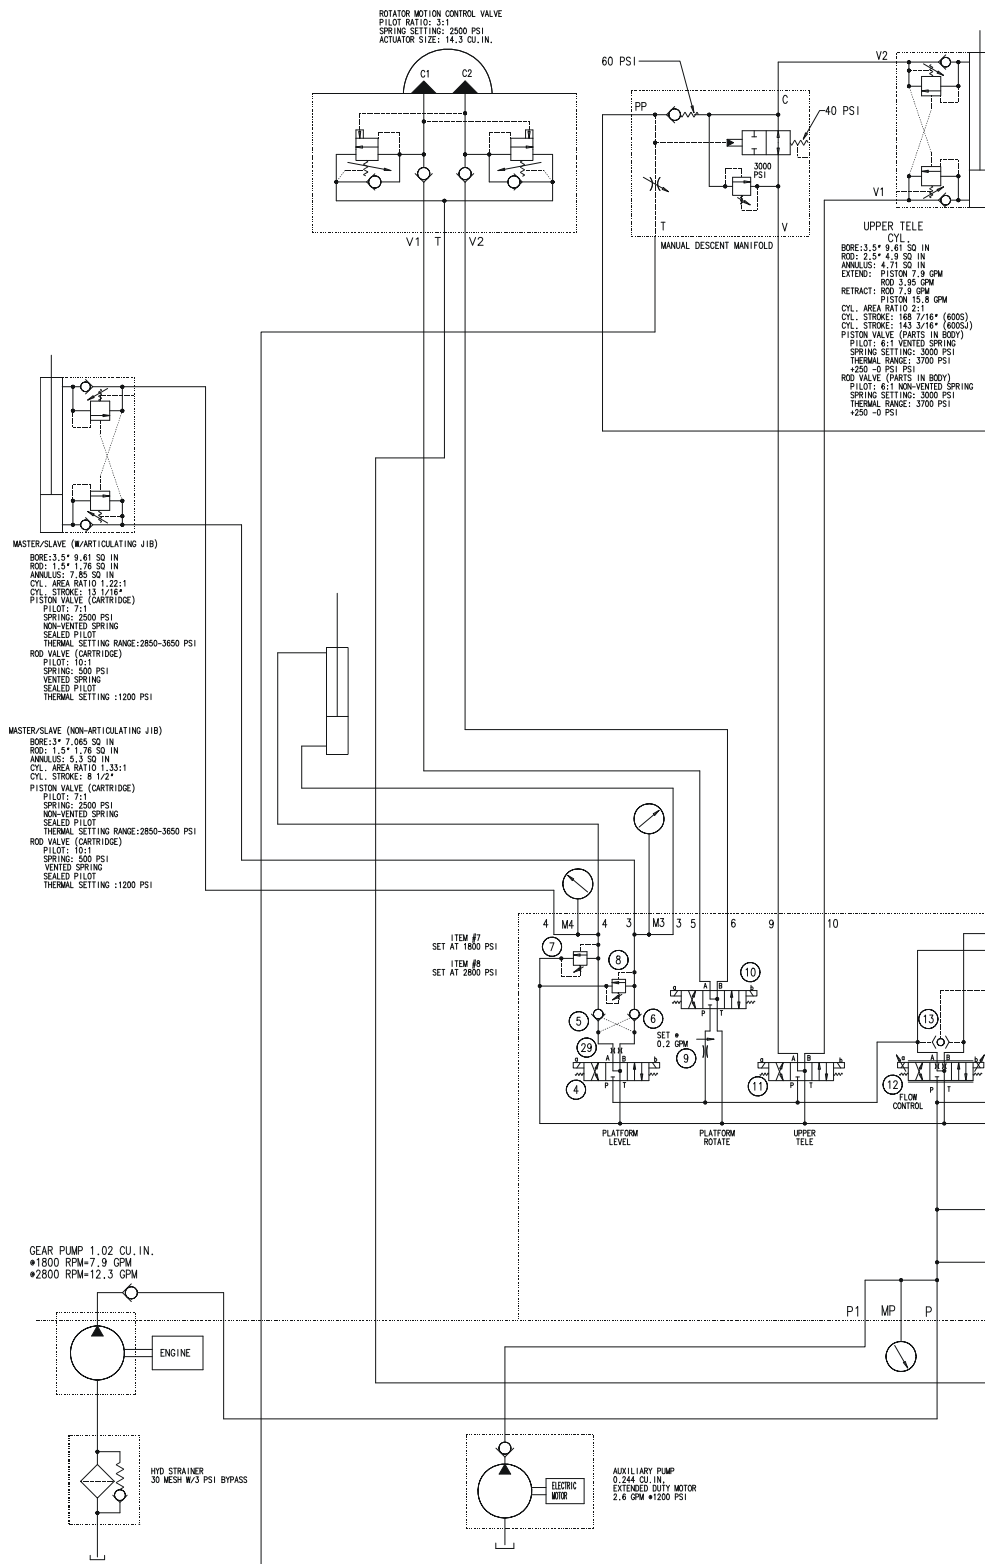 ROTATOR MOTION CONTROL VALVE
PILOT RATIO: 3:1
SPRING SETTING: 2500 PSI
ACTUATOR SIZE: 14.3 CU.IN.
C1
C2
V1
T
V2
60 PSI
PP
C
40 PSI
3000
PSI
T
V
MANUAL DESCENT MANIFOLD
V2
V1
UPPER TELE
CYL.
BORE:3.5" 9.61 SQ IN
ROD: 2.5" 4.9 SQ IN
ANNULUS: 4.71 SQ IN
EXTEND: PISTON 7.9 GPM
ROD 3.95 GPM
RETRACT: ROD 7.9 GPM
PISTON 15.8 GPM
CYL. AREA RATIO 2:1
CYL. STROKE: 168 7/16" (600S)
CYL. STROKE: 143 3/16" (600SJ)
PISTON VALVE (PARTS IN BODY)
PILOT: 6:1 VENTED SPRING
SPRING SETTING: 3000 PSI
THERMAL RANGE: 3700 PSI
+250 -0 PSI PSI
ROD VALVE (PARTS IN BODY)
PILOT: 6:1 NON-VENTED SPRING
SPRING SETTING: 3000 PSI
THERMAL RANGE: 3700 PSI
+250 -0 PSI
MASTER/SLAVE (W/ARTICULATING JIB)
BORE:3.5" 9.61 SQ IN
ROD: 1.5" 1.76 SQ IN
ANNULUS: 7.85 SQ IN
CYL. AREA RATIO 1.22:1
CYL. STROKE: 13 1/16"
PISTON VALVE (CARTRIDGE)
PILOT: 7:1
SPRING: 2500 PSI
NON-VENTED SPRING
SEALED PILOT
THERMAL SETTING RANGE:2850-3650 PSI
ROD VALVE (CARTRIDGE)
PILOT: 10:1
SPRING: 500 PSI
VENTED SPRING
SEALED PILOT
THERMAL SETTING :1200 PSI
MASTER/SLAVE (NON-ARTICULATING JIB)
BORE:3" 7.065 SQ IN
ROD: 1.5" 1.76 SQ IN
ANNULUS: 5.3 SQ IN
CYL. AREA RATIO 1.33:1
CYL. STROKE: 8 1/2"
PISTON VALVE (CARTRIDGE)
PILOT: 7:1
SPRING: 2500 PSI
NON-VENTED SPRING
SEALED PILOT
THERMAL SETTING RANGE:2850-3650 PSI
ROD VALVE (CARTRIDGE)
PILOT: 10:1
SPRING: 500 PSI
VENTED SPRING
SEALED PILOT
THERMAL SETTING :1200 PSI
4 M4 4 3 M3 3 5 6 9 10
ITEM #7
SET AT 1800 PSI
ITEM #8
SET AT 2800 PSI
7
8
5
6
29
4
a A B b
P T
10
a A B b
P T
SET @
0.2 GPM
9
11
a A B b
P T
13
12
a A B b
P T
FLOW
CONTROL
PLATFORM
LEVEL
PLATFORM
ROTATE
UPPER
TELE
GEAR PUMP 1.02 CU.IN.
@1800 RPM=7.9 GPM
@2800 RPM=12.3 GPM
P1 MP P
ENGINE
HYD STRAINER
30 MESH W/3 PSI BYPASS
ELECTRIC
MOTOR
AUXILIARY PUMP
0.244 CU.IN.
EXTENDED DUTY MOTOR
2.6 GPM @1200 PSI